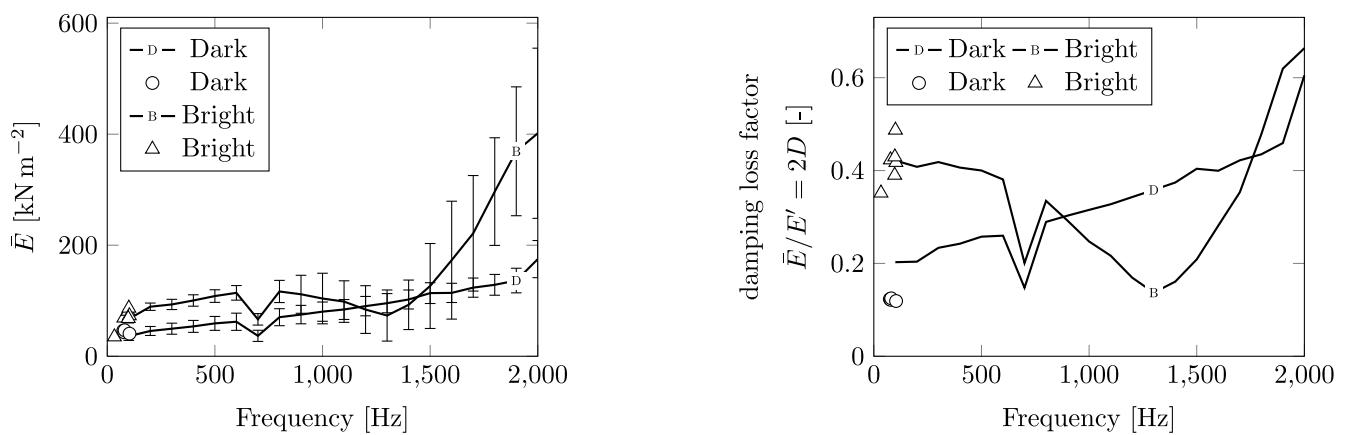 600
400
200
0
0 500 1,000 1,500 2,000
Frequency [Hz]
Ē [kN m⁻²]
D Dark
Dark
B Bright
Bright
B
D
0.6
0.4
0.2
0
0 500 1,000 1,500 2,000
Frequency [Hz]
damping loss factor
Ē/E′ = 2D [-]
D Dark B Bright
Dark Bright
D
B